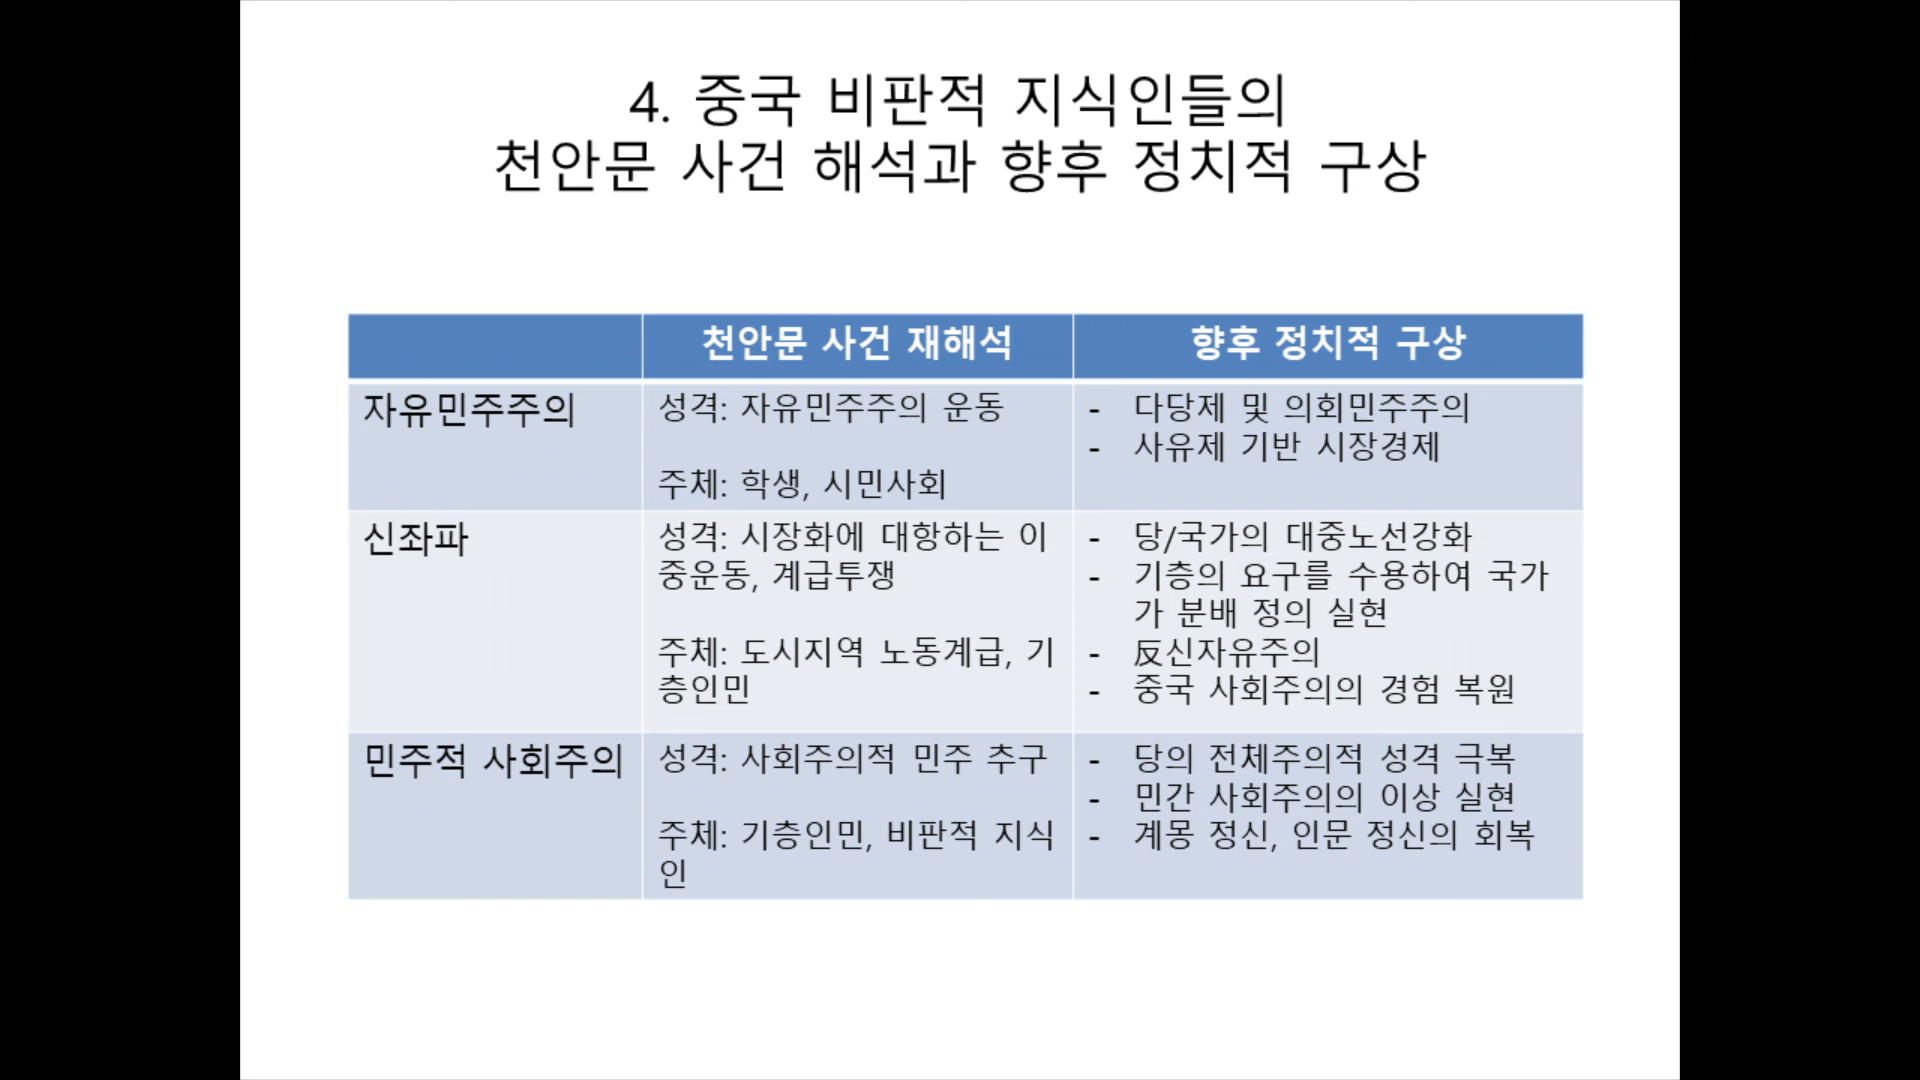 4. 중국 비판적 지식인들의
천안문 사건 해석과 향후 정치적 구상
천안문 사건 재해석
향후 정치적 구상
자유민주주의
성격: 자유민주주의 운동
주체: 학생, 시민사회
- 다당제 및 의회민주주의
- 사유제 기반 시장경제
신좌파
성격: 시장화에 대항하는 이
중운동, 계급투쟁
주체: 도시지역 노동계급, 기
층인민
- 당/국가의 대중노선강화
- 기층의 요구를 수용하여 국가
가 분배 정의 실현
- 反신자유주의
- 중국 사회주의의 경험 복원
민주적 사회주의
성격: 사회주의적 민주 추구
주체: 기층인민, 비판적 지식
인
- 당의 전체주의적 성격 극복
- 민간 사회주의의 이상 실현
- 계몽 정신, 인문 정신의 회복